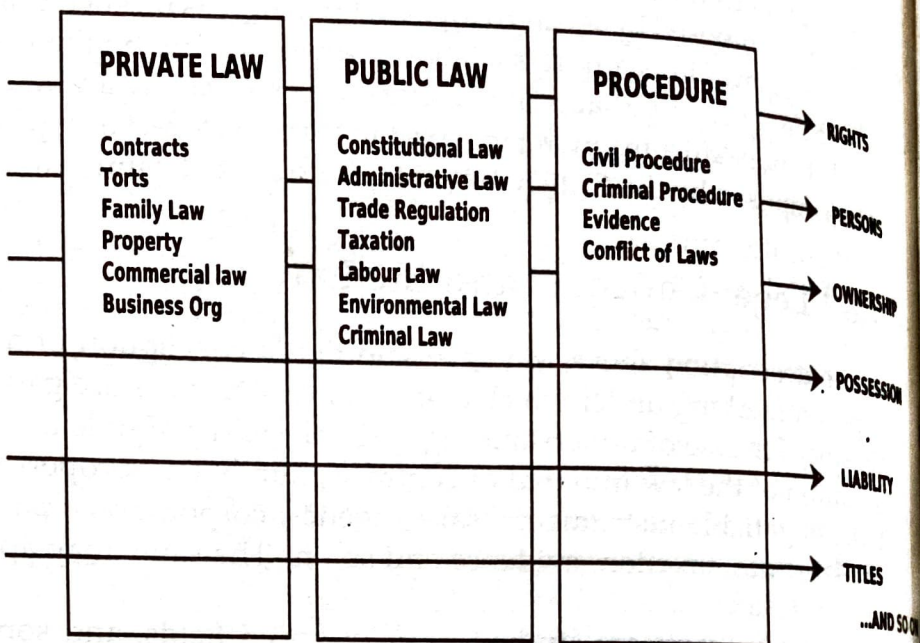 PRIVATE LAW
Contracts
Torts
Family Law
Property
Commercial law
Business Org
PUBLIC LAW
Constitutional Law
Administrative Law
Trade Regulation
Taxation
Labour Law
Environmental Law
Criminal Law
PROCEDURE
Civil Procedure
Criminal Procedure
Evidence
Conflict of Laws
RIGHTS
PERSONS
OWNERSHIP
POSSESSION
LIABILITY
TITLES
...AND SO